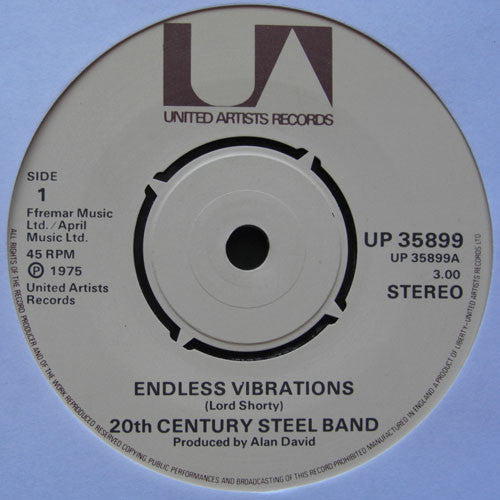 UA
UNITED ARTISTS RECORDS
SIDE
1
Ffremar Music
Ltd./April
Music Ltd.
45 RPM
Ⓟ 1975
United Artists
Records
UP 35899
UP 35899A
3.00
STEREO
ENDLESS VIBRATIONS
(Lord Shorty)
20th CENTURY STEEL BAND
Produced by Alan David
ALL RIGHTS OF THE RECORD PRODUCER AND OF THE OWNER OF THE WORK REPRODUCED RESERVED COPYING PUBLIC PERFORMANCES AND BROADCASTING OF THIS RECORD PROHIBITED MANUFACTURED IN ENGLAND A PRODUCT OF LIBERTY-UNITED ARTISTS RECORDS LTD